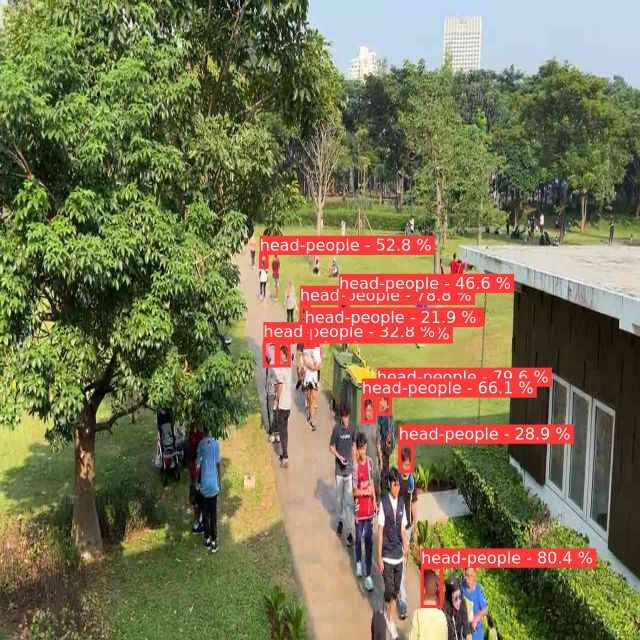 head-people - 52.8 %
head-people - 46.6 %
head-people - 78.8 %
head-people - 21.9 %
head people - 32.8 %
%
head-people - 79.6 %
head-people - 66.1 %
head-people - 28.9 %
head-people - 80.4 %